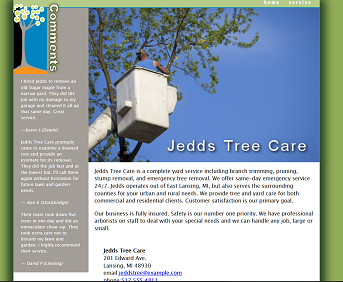 home service
Comments
I Need Jedds to remove an
old Sugar maple from a
narrow yard. They did the
job with no damage to my
garage and cleaned it all up
that same day. Great
service.
—Kevin J (Dewitt)
Jedds Tree Care promptly
came to examine a downed
tree and provide an
estimate for its removal.
They did the job fast and at
the lowest bid. I'll call them
again without hesitation for
future lawn and garden
needs.
— Ann K (Stockbridge)
Their team took down five
trees in one day and did an
immaculate clean-up. They
took extra care not to
disturb my lawn and
garden. I highly recommend
their service.
— David P (Lansing)
Jedds Tree Care
Jedds Tree Care is a complete yard service including branch trimming, pruning,
stump removal, and emergency tree removal. We offer same-day emergency service
24/7. Jedds operates out of East Lansing, MI, but also serves the surrounding
counties for your urban and rural needs. We provide tree and yard care for both
commercial and residential clients. Customer satisfaction is our primary goal.
Our business is fully insured. Safety is our number one priority. We have professional
arborists on staff to deal with your special needs and we can handle any job, large or
small.
Jedds Tree Care
201 Edward Ave.
Lansing, MI 48930
email:jeddstree@example.com
phone:517.555.4011